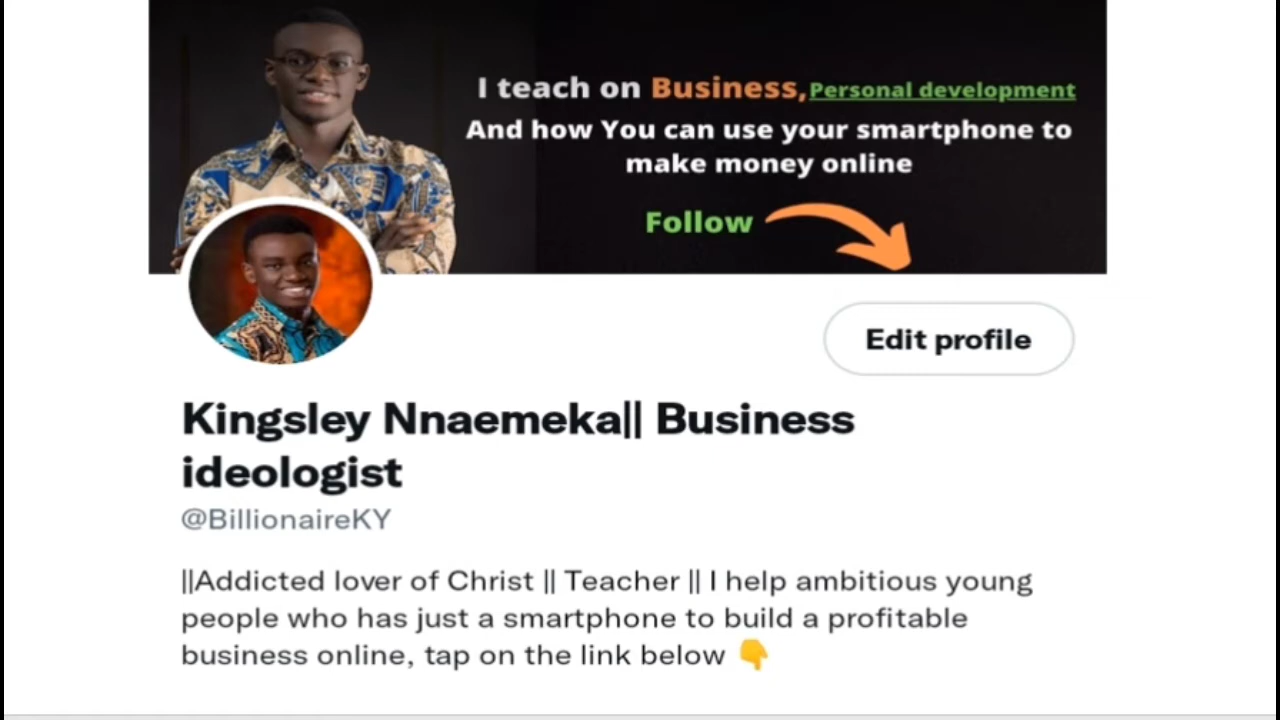 I teach on Business,Personal development
And how You can use your smartphone to
make money online
Follow
Edit profile
Kingsley Nnaemeka|| Business
ideologist
@BillionaireKY
||Addicted lover of Christ || Teacher || I help ambitious young
people who has just a smartphone to build a profitable
business online, tap on the link below 👇